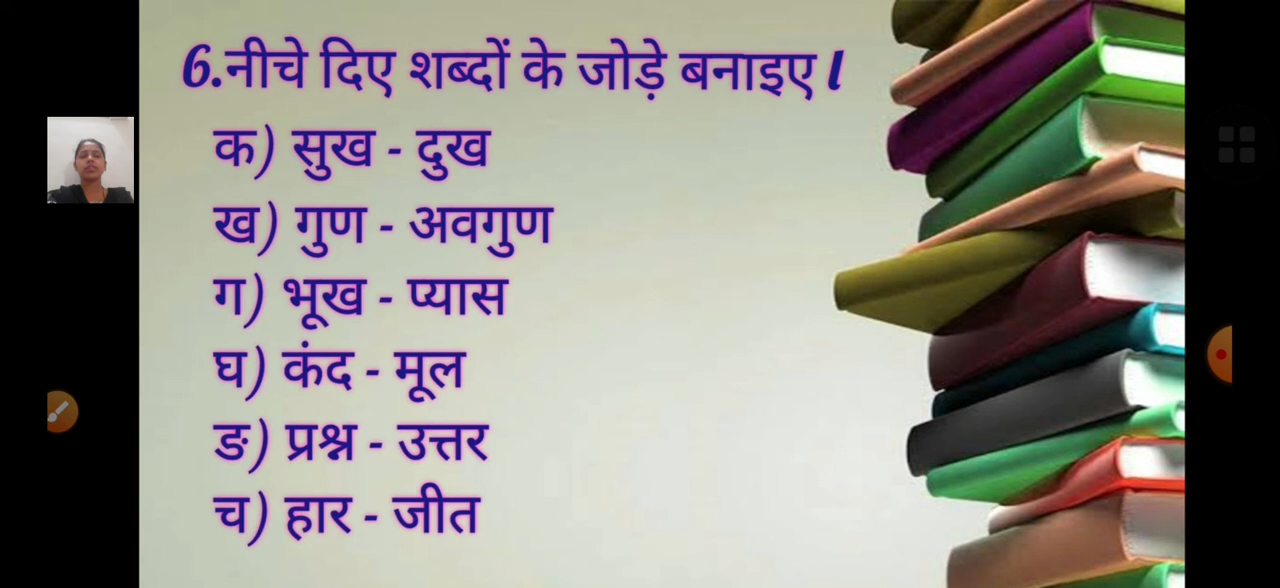 6.नीचे दिए शब्दों के जोड़े बनाइए l
क) सुख - दुख
ख) गुण - अवगुण
ग) भूख - प्यास
घ) कंद - मूल
ङ) प्रश्न - उत्तर
च) हार - जीत